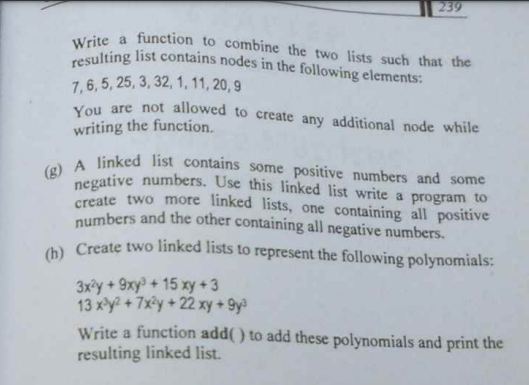 239
Write a function to combine the two lists such that the
resulting list contains nodes in the following elements:
7, 6, 5, 25, 3, 32, 1, 11, 20, 9
You are not allowed to create any additional node while
writing the function.
(g) A linked list contains some positive numbers and some
negative numbers. Use this linked list write a program to
create two more linked lists, one containing all positive
numbers and the other containing all negative numbers.
(h) Create two linked lists to represent the following polynomials:
3x²y + 9xy³ + 15 xy + 3
13 x³y² + 7x²y + 22 xy + 9y³
Write a function add( ) to add these polynomials and print the
resulting linked list.